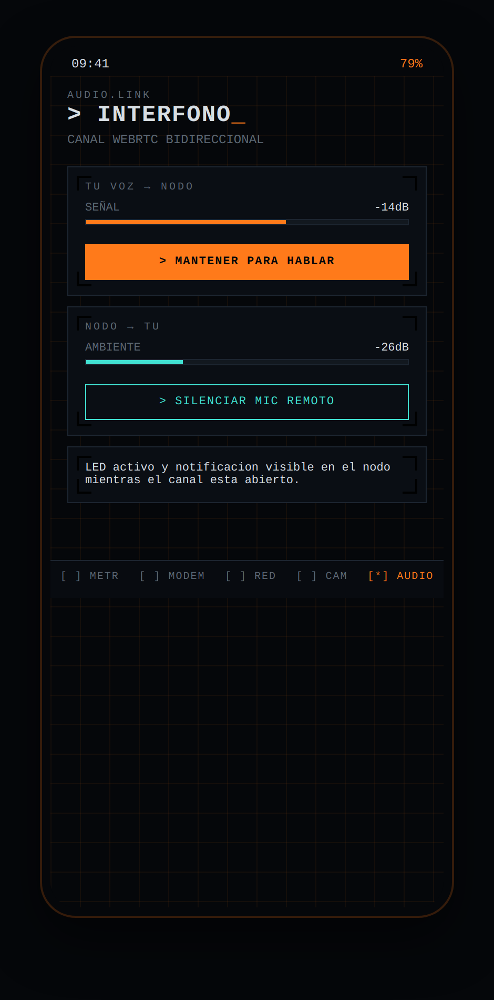 09:41 79%
AUDIO.LINK
> INTERFONO_
CANAL WEBRTC BIDIRECCIONAL
TU VOZ → NODO
SEÑAL -14dB
> MANTENER PARA HABLAR
NODO → TU
AMBIENTE -26dB
> SILENCIAR MIC REMOTO
LED activo y notificacion visible en el nodo
mientras el canal esta abierto.
[ ] METR [ ] MODEM [ ] RED [ ] CAM [*] AUDIO